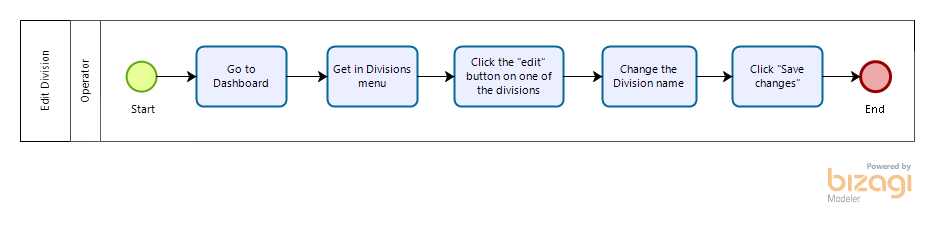 Edit Division
Operator
Start
Go to
Dashboard
Get in Divisions
menu
Click the "edit"
button on one of
the divisions
Change the
Division name
Click "Save
changes"
End
Powered by
bizagi
Modeler